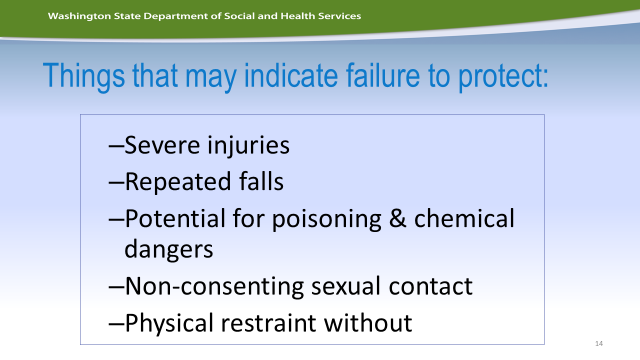 Washington State Department of Social and Health Services
Things that may indicate failure to protect:
–Severe injuries
–Repeated falls
–Potential for poisoning & chemical
dangers
–Non-consenting sexual contact
–Physical restraint without
14